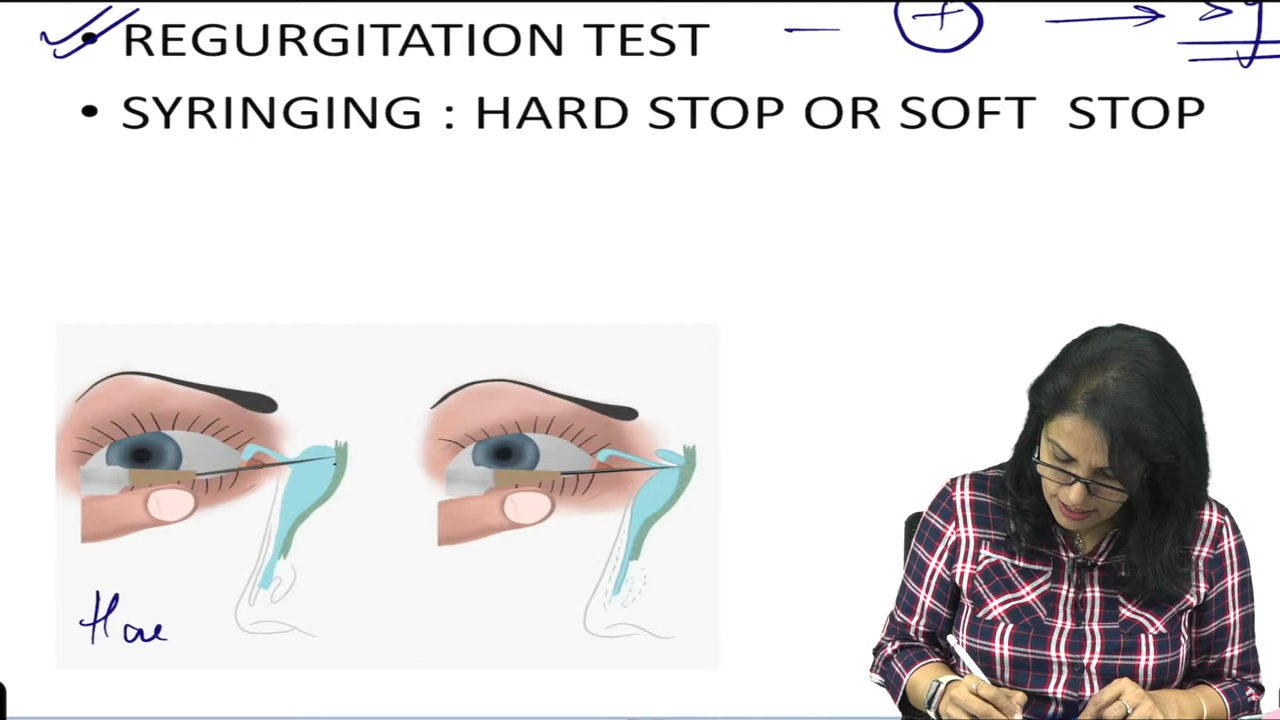 • REGURGITATION TEST — + →
• SYRINGING : HARD STOP OR SOFT STOP